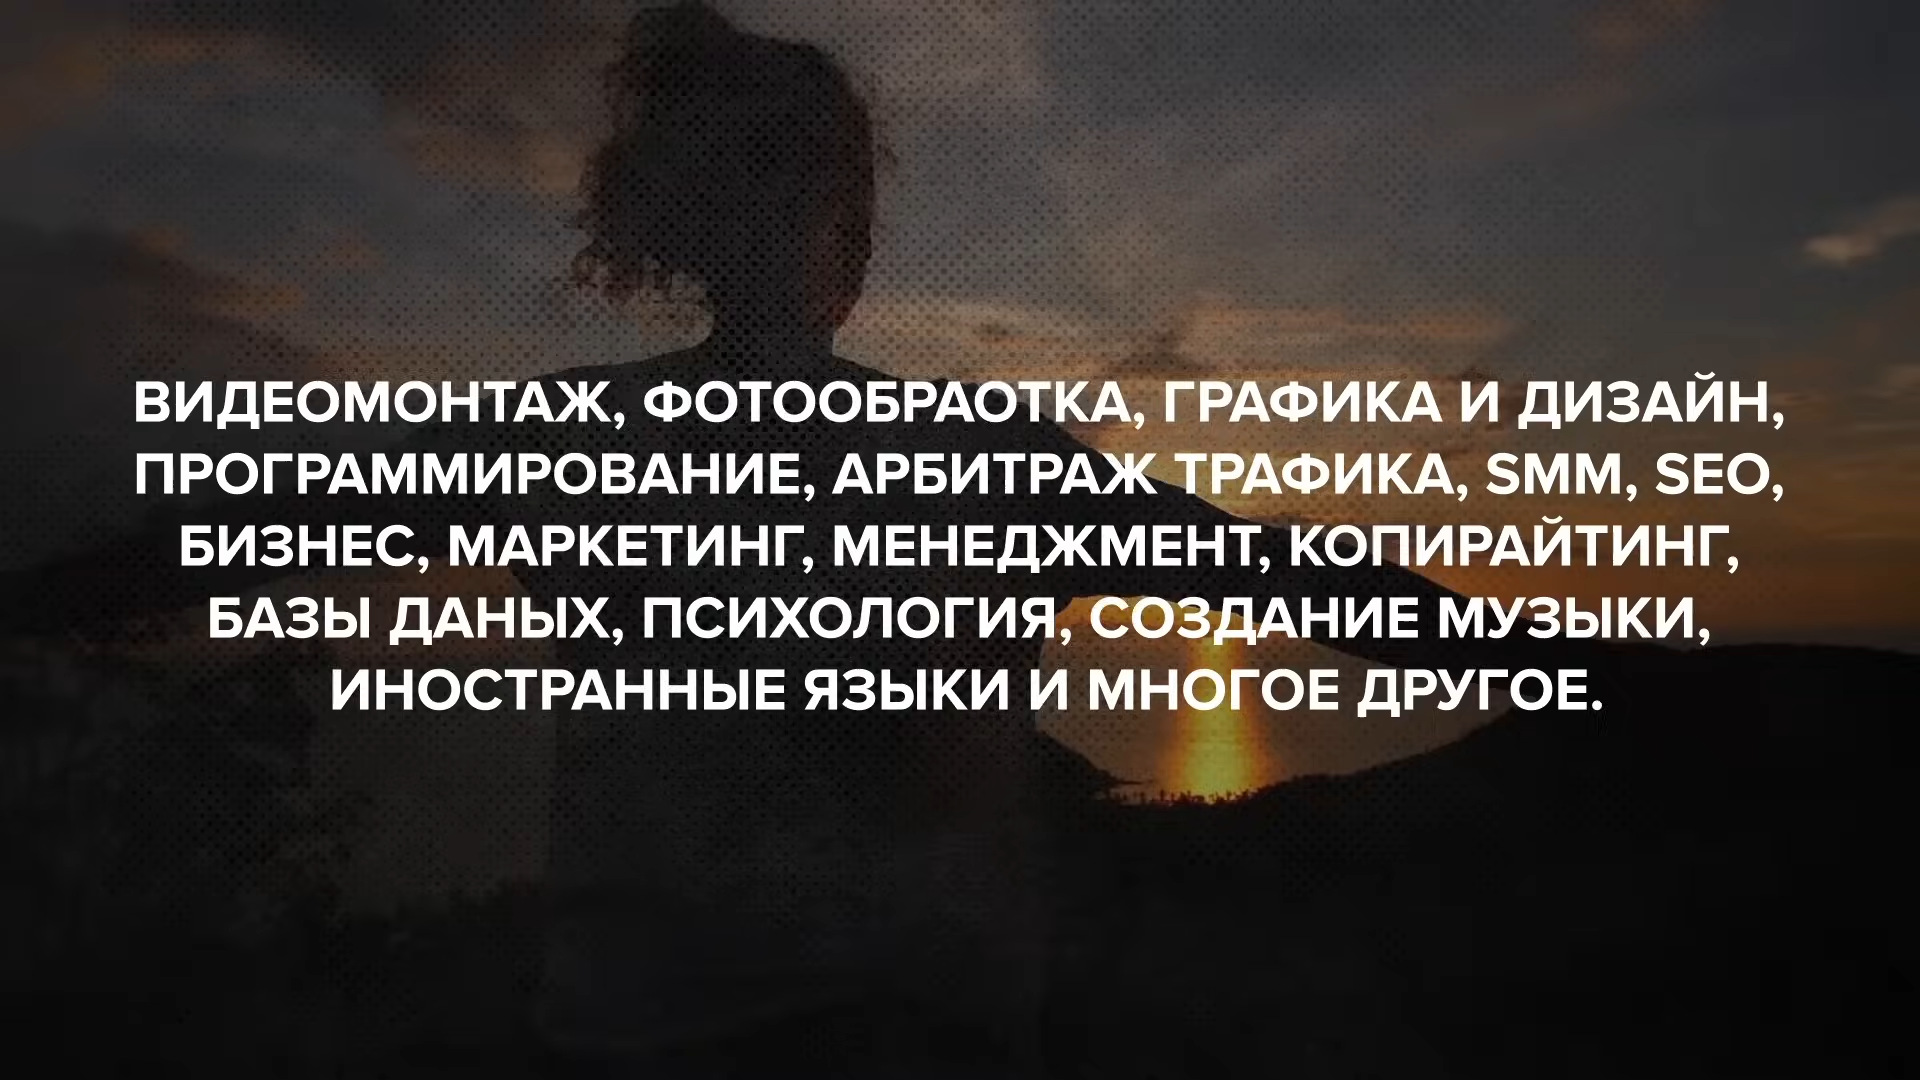 ВИДЕОМОНТАЖ, ФОТООБРАОТКА, ГРАФИКА И ДИЗАЙН,
ПРОГРАММИРОВАНИЕ, АРБИТРАЖ ТРАФИКА, SMM, SEO,
БИЗНЕС, МАРКЕТИНГ, МЕНЕДЖМЕНТ, КОПИРАЙТИНГ,
БАЗЫ ДАНЫХ, ПСИХОЛОГИЯ, СОЗДАНИЕ МУЗЫКИ,
ИНОСТРАННЫЕ ЯЗЫКИ И МНОГОЕ ДРУГОЕ.